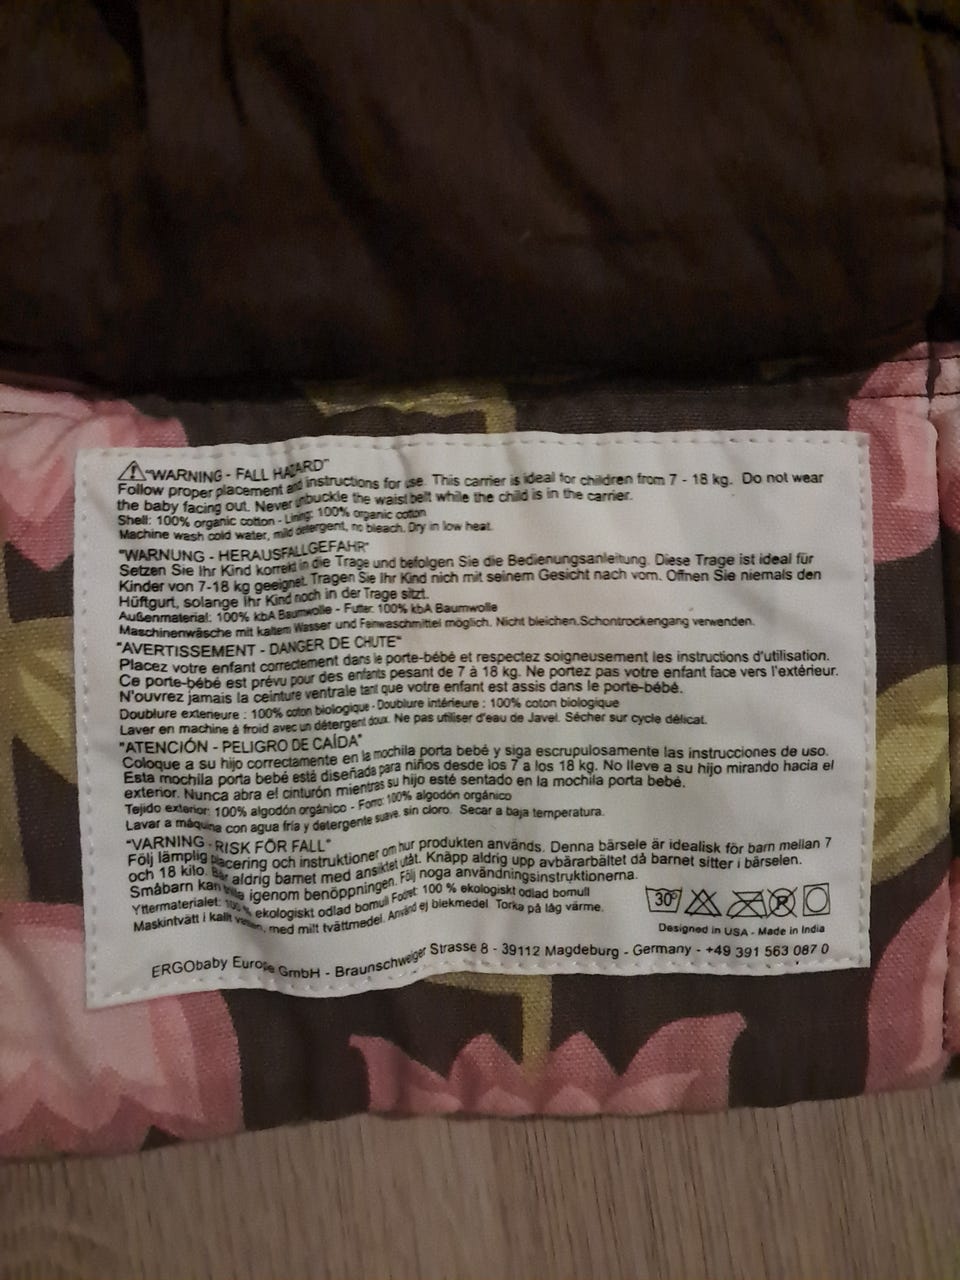 "WARNING - FALL HAZARD"
Follow proper placement and instructions for use. This carrier is ideal for children from 7 - 18 kg. Do not wear
the baby facing out. Never unbuckle the waist belt while the child is in the carrier.
Shell: 100% organic cotton - Lining: 100% organic cotton
Machine wash cold water, mild detergent, no bleach. Dry in low heat.
"WARNUNG - HERAUSFALLGEFAHR"
Setzen Sie Ihr Kind korrekt in die Trage und befolgen Sie die Bedienungsanleitung. Diese Trage ist ideal für
Kinder von 7-18 kg geeignet. Tragen Sie Ihr Kind nich mit seinem Gesicht nach vorn. Öffnen Sie niemals den
Hüftgurt, solange Ihr Kind noch in der Trage sitzt.
Außenmaterial: 100% kbA Baumwolle - Futter: 100% kbA Baumwolle
Maschinenwäsche mit kaltem Wasser und Feinwaschmittel möglich. Nicht bleichen.Schontrockengang verwenden.
"AVERTISSEMENT - DANGER DE CHUTE"
Placez votre enfant correctement dans le porte-bébé et respectez soigneusement les instructions d'utilisation.
Ce porte-bébé est prévu pour des enfants pesant de 7 à 18 kg. Ne portez pas votre enfant face vers l'extérieur.
N'ouvrez jamais la ceinture ventrale tant que votre enfant est assis dans le porte-bébé.
Doublure exterieure : 100% coton biologique - Doublure intérieure : 100% coton biologique
Laver en machine à froid avec un détergent doux. Ne pas utiliser d'eau de Javel. Sécher sur cycle délicat.
"ATENCIÓN - PELIGRO DE CAÍDA"
Coloque a su hijo correctamente en la mochila porta bebé y siga escrupulosamente las instrucciones de uso.
Esta mochila porta bebé está diseñada para niños desde los 7 a los 18 kg. No lleve a su hijo mirando hacia el
exterior. Nunca abra el cinturón mientras su hijo esté sentado en la mochila porta bebé.
Tejido exterior: 100% algodón orgánico - Forro: 100% algodón orgánico
Lavar a máquina con agua fría y detergente suave, sin cloro. Secar a baja temperatura.
"VARNING - RISK FÖR FALL"
Följ lämplig placering och instruktioner om hur produkten används. Denna bärsele är idealisk för barn mellan 7
och 18 kilo. Bär aldrig barnet med ansiktet utåt. Knäpp aldrig upp avbärarbältet då barnet sitter i bärselen.
Småbarn kan trilla igenom benöppningen. Följ noga användningsinstruktionerna.
Yttermaterialet: 100 % ekologiskt odlad bomull Fodret: 100 % ekologiskt odlad bomull
Maskintvätt i kallt vatten, med milt tvättmedel. Använd ej blekmedel. Torka på låg värme.
30° P
Designed in USA - Made in India
ERGObaby Europe GmbH - Braunschweiger Strasse 8 - 39112 Magdeburg - Germany - +49 391 563 087 0